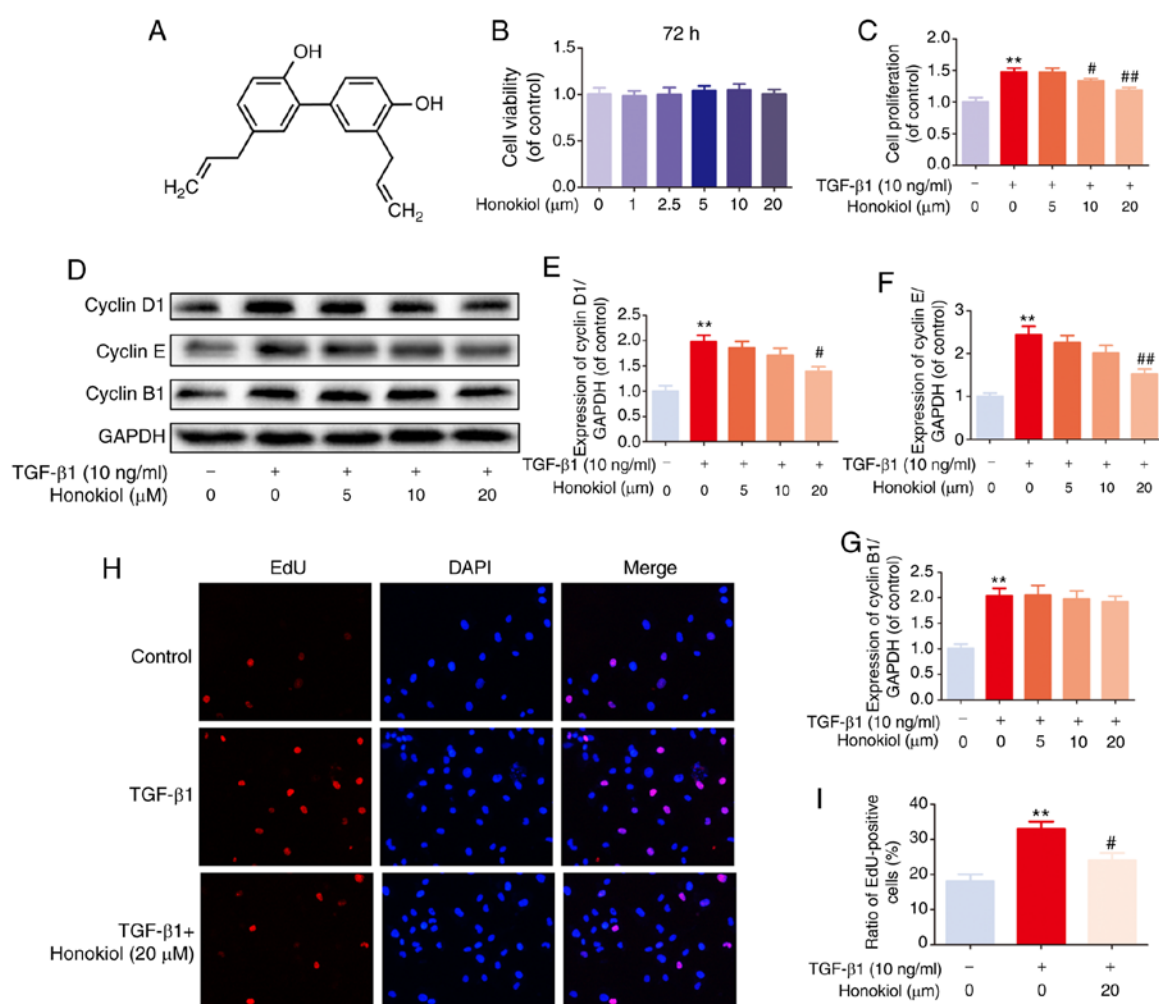 A
OH
OH
H2C
CH2
B
72 h
Cell viability
(of control)
1.5
1.0
0.5
0.0
Honokiol (μm) 0 1 2.5 5 10 20
C
Cell proliferation
(of control)
2.0
1.5
1.0
0.5
0.0
** # ##
TGF-β1 (10 ng/ml) – + + + +
Honokiol (μm) 0 0 5 10 20
D
Cyclin D1
Cyclin E
Cyclin B1
GAPDH
TGF-β1 (10 ng/ml) – + + + +
Honokiol (μM) 0 0 5 10 20
E
Expression of cyclin D1/
GAPDH (of control)
2.5
2.0
1.5
1.0
0.5
0.0
** #
TGF-β1 (10 ng/ml) – + + + +
Honokiol (μm) 0 0 5 10 20
F
Expression of cyclin E/
GAPDH (of control)
3
2
1
0
** ##
TGF-β1 (10 ng/ml) – + + + +
Honokiol (μm) 0 0 5 10 20
G
Expression of cyclin B1/
GAPDH (of control)
2.5
2.0
1.5
1.0
0.5
0.0
**
TGF-β1 (10 ng/ml) – + + + +
Honokiol (μm) 0 0 5 10 20
H
EdU DAPI Merge
Control
TGF-β1
TGF-β1+
Honokiol (20 μM)
I
Ratio of EdU-positive
cells (%)
40
30
20
10
0
** #
TGF-β1 (10 ng/ml) – + +
Honokiol (μm) 0 0 20